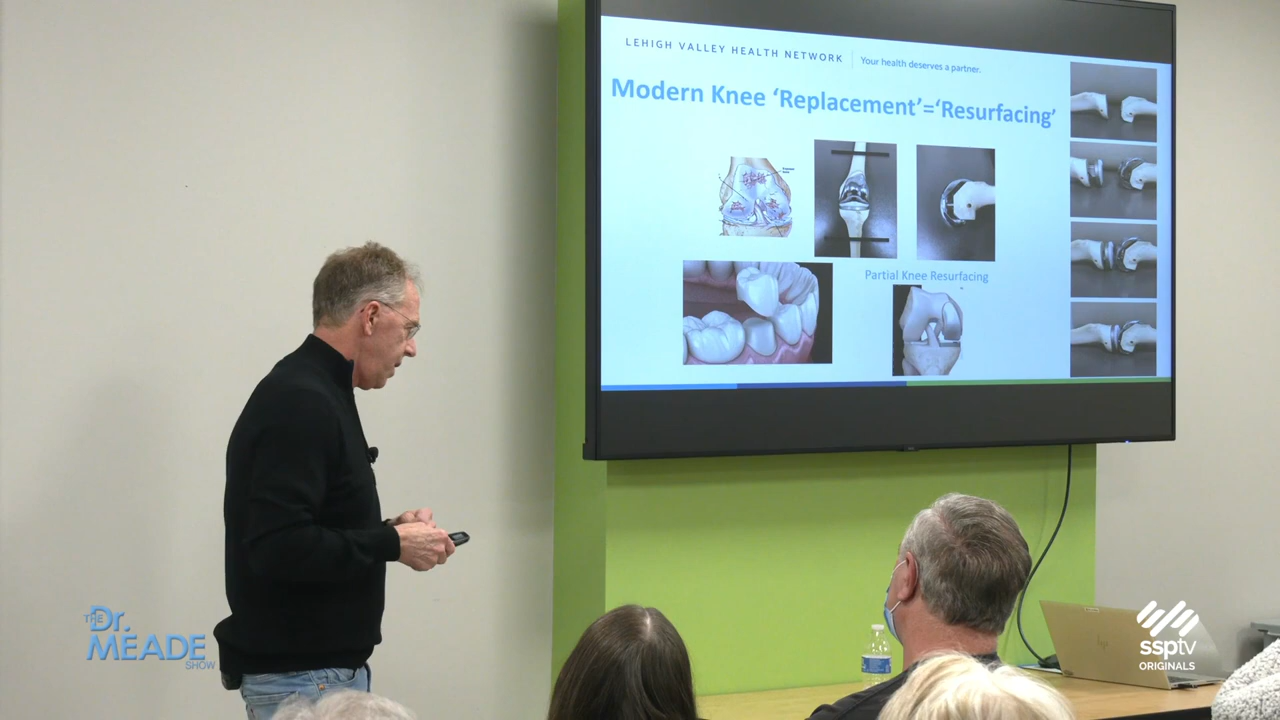 LEHIGH VALLEY HEALTH NETWORK
Your health deserves a partner.
Modern Knee ‘Replacement’=‘Resurfacing’
Partial Knee Resurfacing
THE
Dr.
MEADE
SHOW
ssptv
ORIGINALS